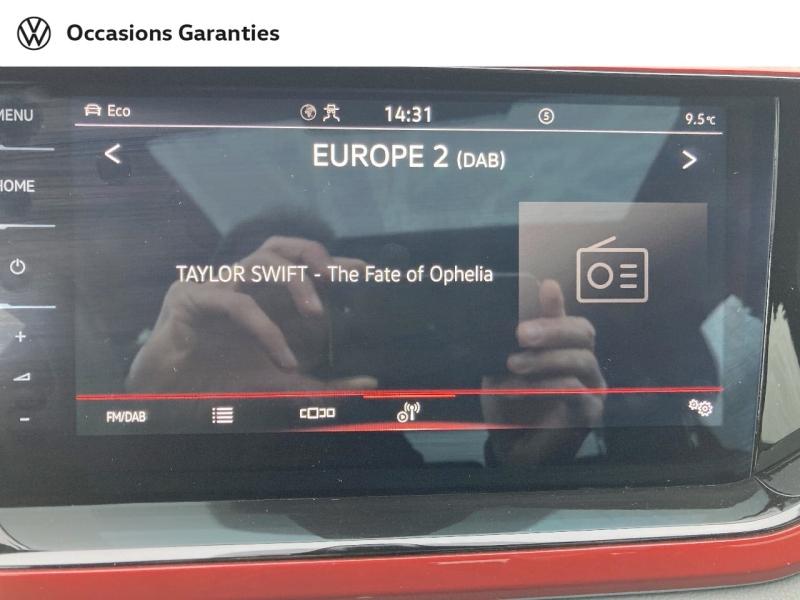 Occasions Garanties
MENU
Eco
14:31
5
9.5°C
< EUROPE 2 (DAB) >
HOME
TAYLOR SWIFT - The Fate of Ophelia
+
-
FM/DAB